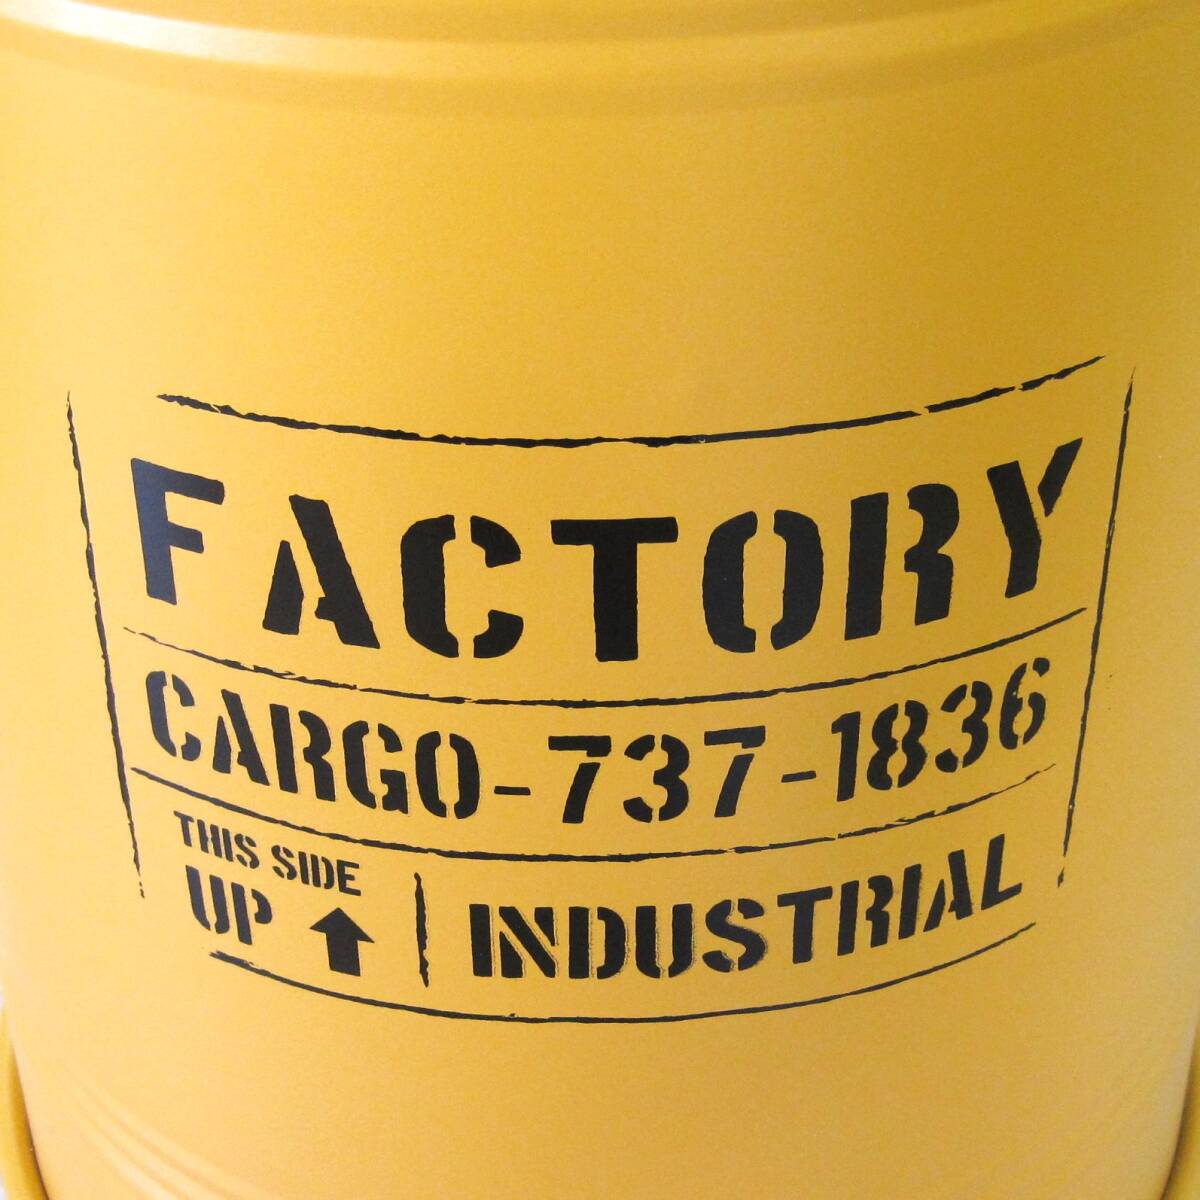 FACTORY
CARGO-737-1836
THIS SIDE
UP
INDUSTRIAL